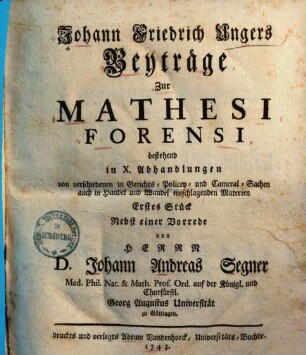 Johann Friedrich Ungers
Beyträge
Zur
MATHESI
FORENSI
bestehend
in X. Abhandlungen
von verschiedenen in Gerichts- Policey- und Cameral-Sachen
auch in Handel und Wandel einschlagenden Materien
Erstes Stück
Nebst einer Vorrede
von
HERRN
D. Johann Andreas Segner
Med. Phil. Nat. & Math. Prof. Ord. auf der Königl. und
Churfürstl.
Georg Augustus Universität
zu Göttingen.
druckts und verlegts Abram Vandenhoeck, Universitäts-Buchdr.
1743.